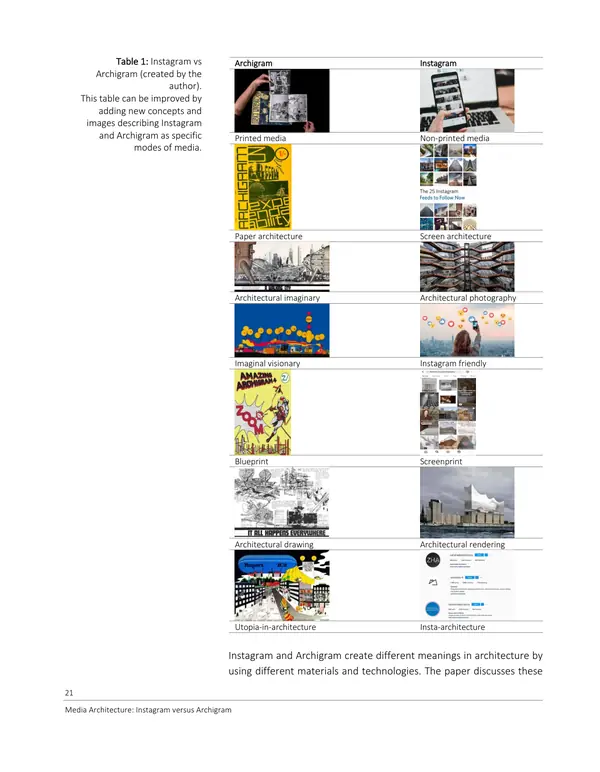 Table 1: Instagram vs
Archigram (created by the
author).
This table can be improved by
adding new concepts and
images describing Instagram
and Archigram as specific
modes of media.
Archigram Instagram
Printed media Non-printed media
ARCHIGRAM
The 25 Instagram
Feeds to Follow Now
Paper architecture Screen architecture
Architectural imaginary Architectural photography
Imaginal visionary Instagram friendly
AMAZING
ARCHIGRAM
ZOOM
Blueprint Screenprint
IT ALL HAPPENS EVERYWHERE
Architectural drawing Architectural rendering
ZHA
Utopia-in-architecture Insta-architecture
Instagram and Archigram create different meanings in architecture by
using different materials and technologies. The paper discusses these
21
Media Architecture: Instagram versus Archigram